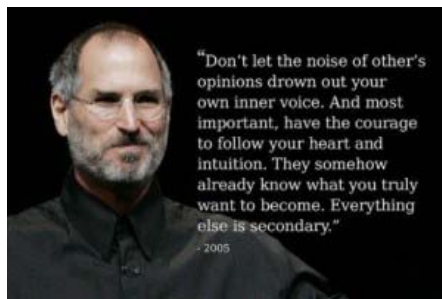 “Don’t let the noise of other’s
opinions drown out your
own inner voice. And most
important, have the courage
to follow your heart and
intuition. They somehow
already know what you truly
want to become. Everything
else is secondary.”
- 2005